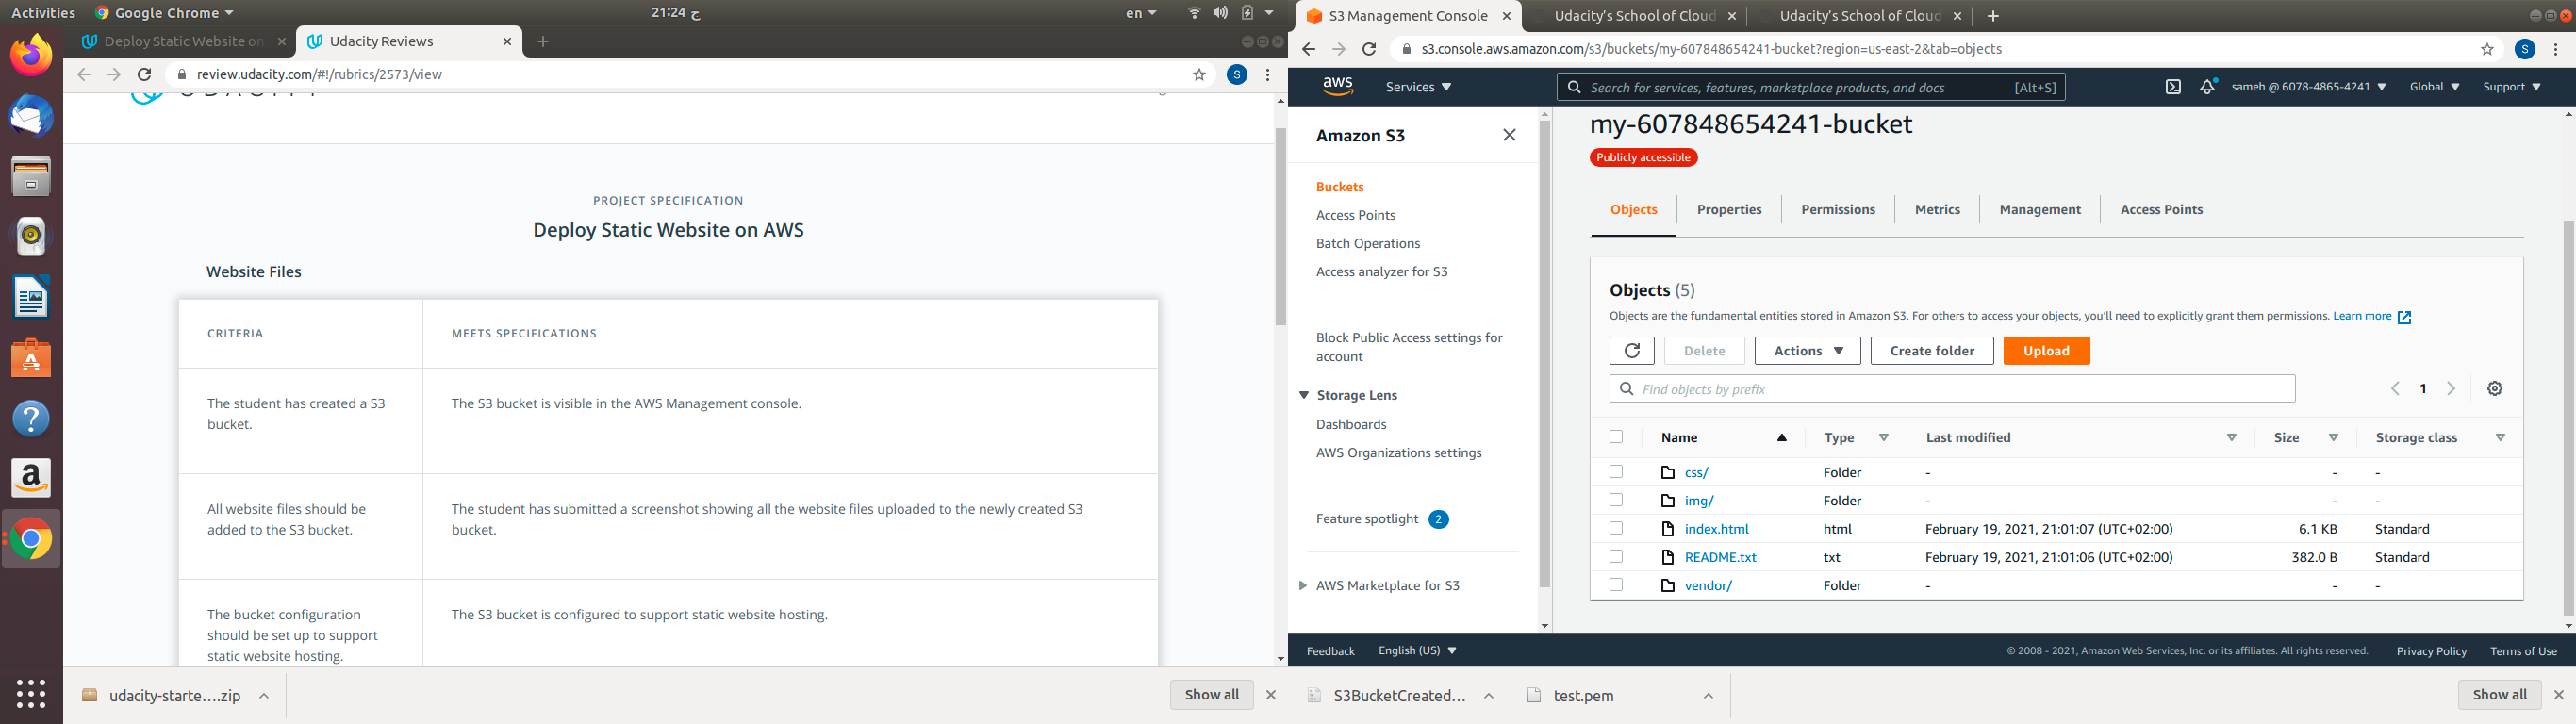 Activities
Google Chrome
21:24 ح
en
Deploy Static Website on
Udacity Reviews
review.udacity.com/#!/rubrics/2573/view
S
PROJECT SPECIFICATION
Deploy Static Website on AWS
Website Files
CRITERIA
MEETS SPECIFICATIONS
The student has created a S3
bucket.
The S3 bucket is visible in the AWS Management console.
All website files should be
added to the S3 bucket.
The student has submitted a screenshot showing all the website files uploaded to the newly created S3
bucket.
The bucket configuration
should be set up to support
static website hosting.
The S3 bucket is configured to support static website hosting.
udacity-starte....zip
Show all
S3 Management Console
Udacity's School of Cloud
Udacity's School of Cloud
s3.console.aws.amazon.com/s3/buckets/my-607848654241-bucket?region=us-east-2&tab=objects
S
aws
Services
Search for services, features, marketplace products, and docs
[Alt+S]
sameh @ 6078-4865-4241
Global
Support
Amazon S3
Buckets
Access Points
Batch Operations
Access analyzer for S3
Block Public Access settings for
account
Storage Lens
Dashboards
AWS Organizations settings
Feature spotlight 2
AWS Marketplace for S3
my-607848654241-bucket
Publicly accessible
Objects
Properties
Permissions
Metrics
Management
Access Points
Objects (5)
Objects are the fundamental entities stored in Amazon S3. For others to access your objects, you'll need to explicitly grant them permissions. Learn more
Delete
Actions
Create folder
Upload
Find objects by prefix
1
Name
Type
Last modified
Size
Storage class
css/ Folder - - -
img/ Folder - - -
index.html html February 19, 2021, 21:01:07 (UTC+02:00) 6.1 KB Standard
README.txt txt February 19, 2021, 21:01:06 (UTC+02:00) 382.0 B Standard
vendor/ Folder - - -
Feedback
English (US)
© 2008 - 2021, Amazon Web Services, Inc. or its affiliates. All rights reserved.
Privacy Policy
Terms of Use
S3BucketCreated...
test.pem
Show all